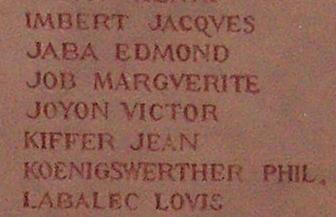 IMBERT JACQVES
JABA EDMOND
JOB MARGVERITE
JOYON VICTOR
KIFFER JEAN
KOENIGSWERTHER PHIL.
LABALEC LOVIS